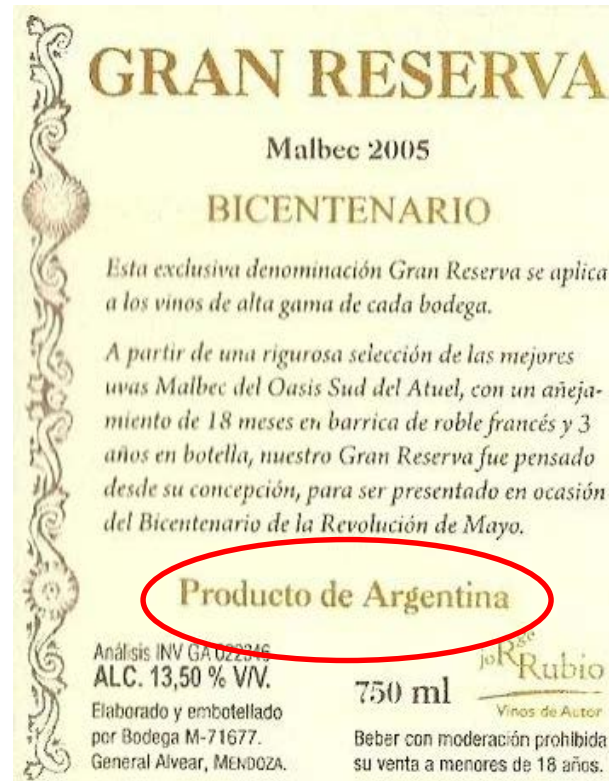 GRAN RESERVA
Malbec 2005
BICENTENARIO
Esta exclusiva denominación Gran Reserva se aplica
a los vinos de alta gama de cada bodega.
A partir de una rigurosa selección de las mejores
uvas Malbec del Oasis Sud del Atuel, con un añeja-
miento de 18 meses en barrica de roble francés y 3
años en botella, nuestro Gran Reserva fue pensado
desde su concepción, para ser presentado en ocasión
del Bicentenario de la Revolución de Mayo.
Producto de Argentina
Análisis INV GA 022346
ALC. 13,50 % V/V.
Elaborado y embotellado
por Bodega M-71677.
General Alvear, MENDOZA.
750 ml
joRge
Rubio
Vinos de Autor
Beber con moderación prohibida
su venta a menores de 18 años.